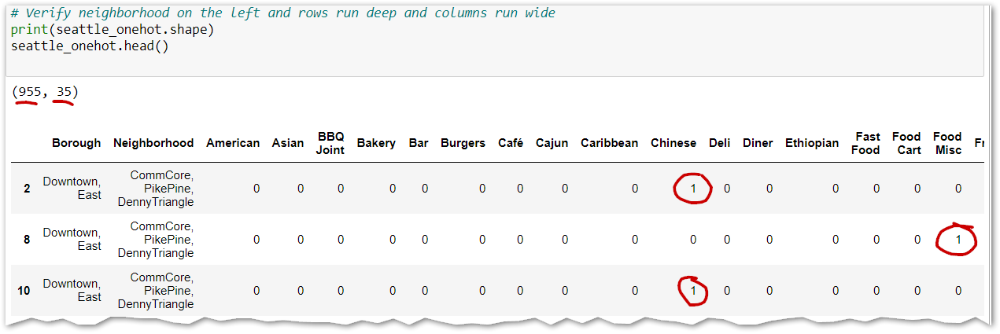 # Verify neighborhood on the left and rows run deep and columns run wide
print(seattle_onehot.shape)
seattle_onehot.head()
(955, 35)
Borough Neighborhood American Asian BBQ Joint Bakery Bar Burgers Café Cajun Caribbean Chinese Deli Diner Ethiopian Fast Food Food Cart Food Misc Fr
2 Downtown, East CommCore, PikePine, DennyTriangle 0 0 0 0 0 0 0 0 0 1 0 0 0 0 0 0
8 Downtown, East CommCore, PikePine, DennyTriangle 0 0 0 0 0 0 0 0 0 0 0 0 0 0 0 1
10 Downtown, East CommCore, PikePine, DennyTriangle 0 0 0 0 0 0 0 0 0 1 0 0 0 0 0 0